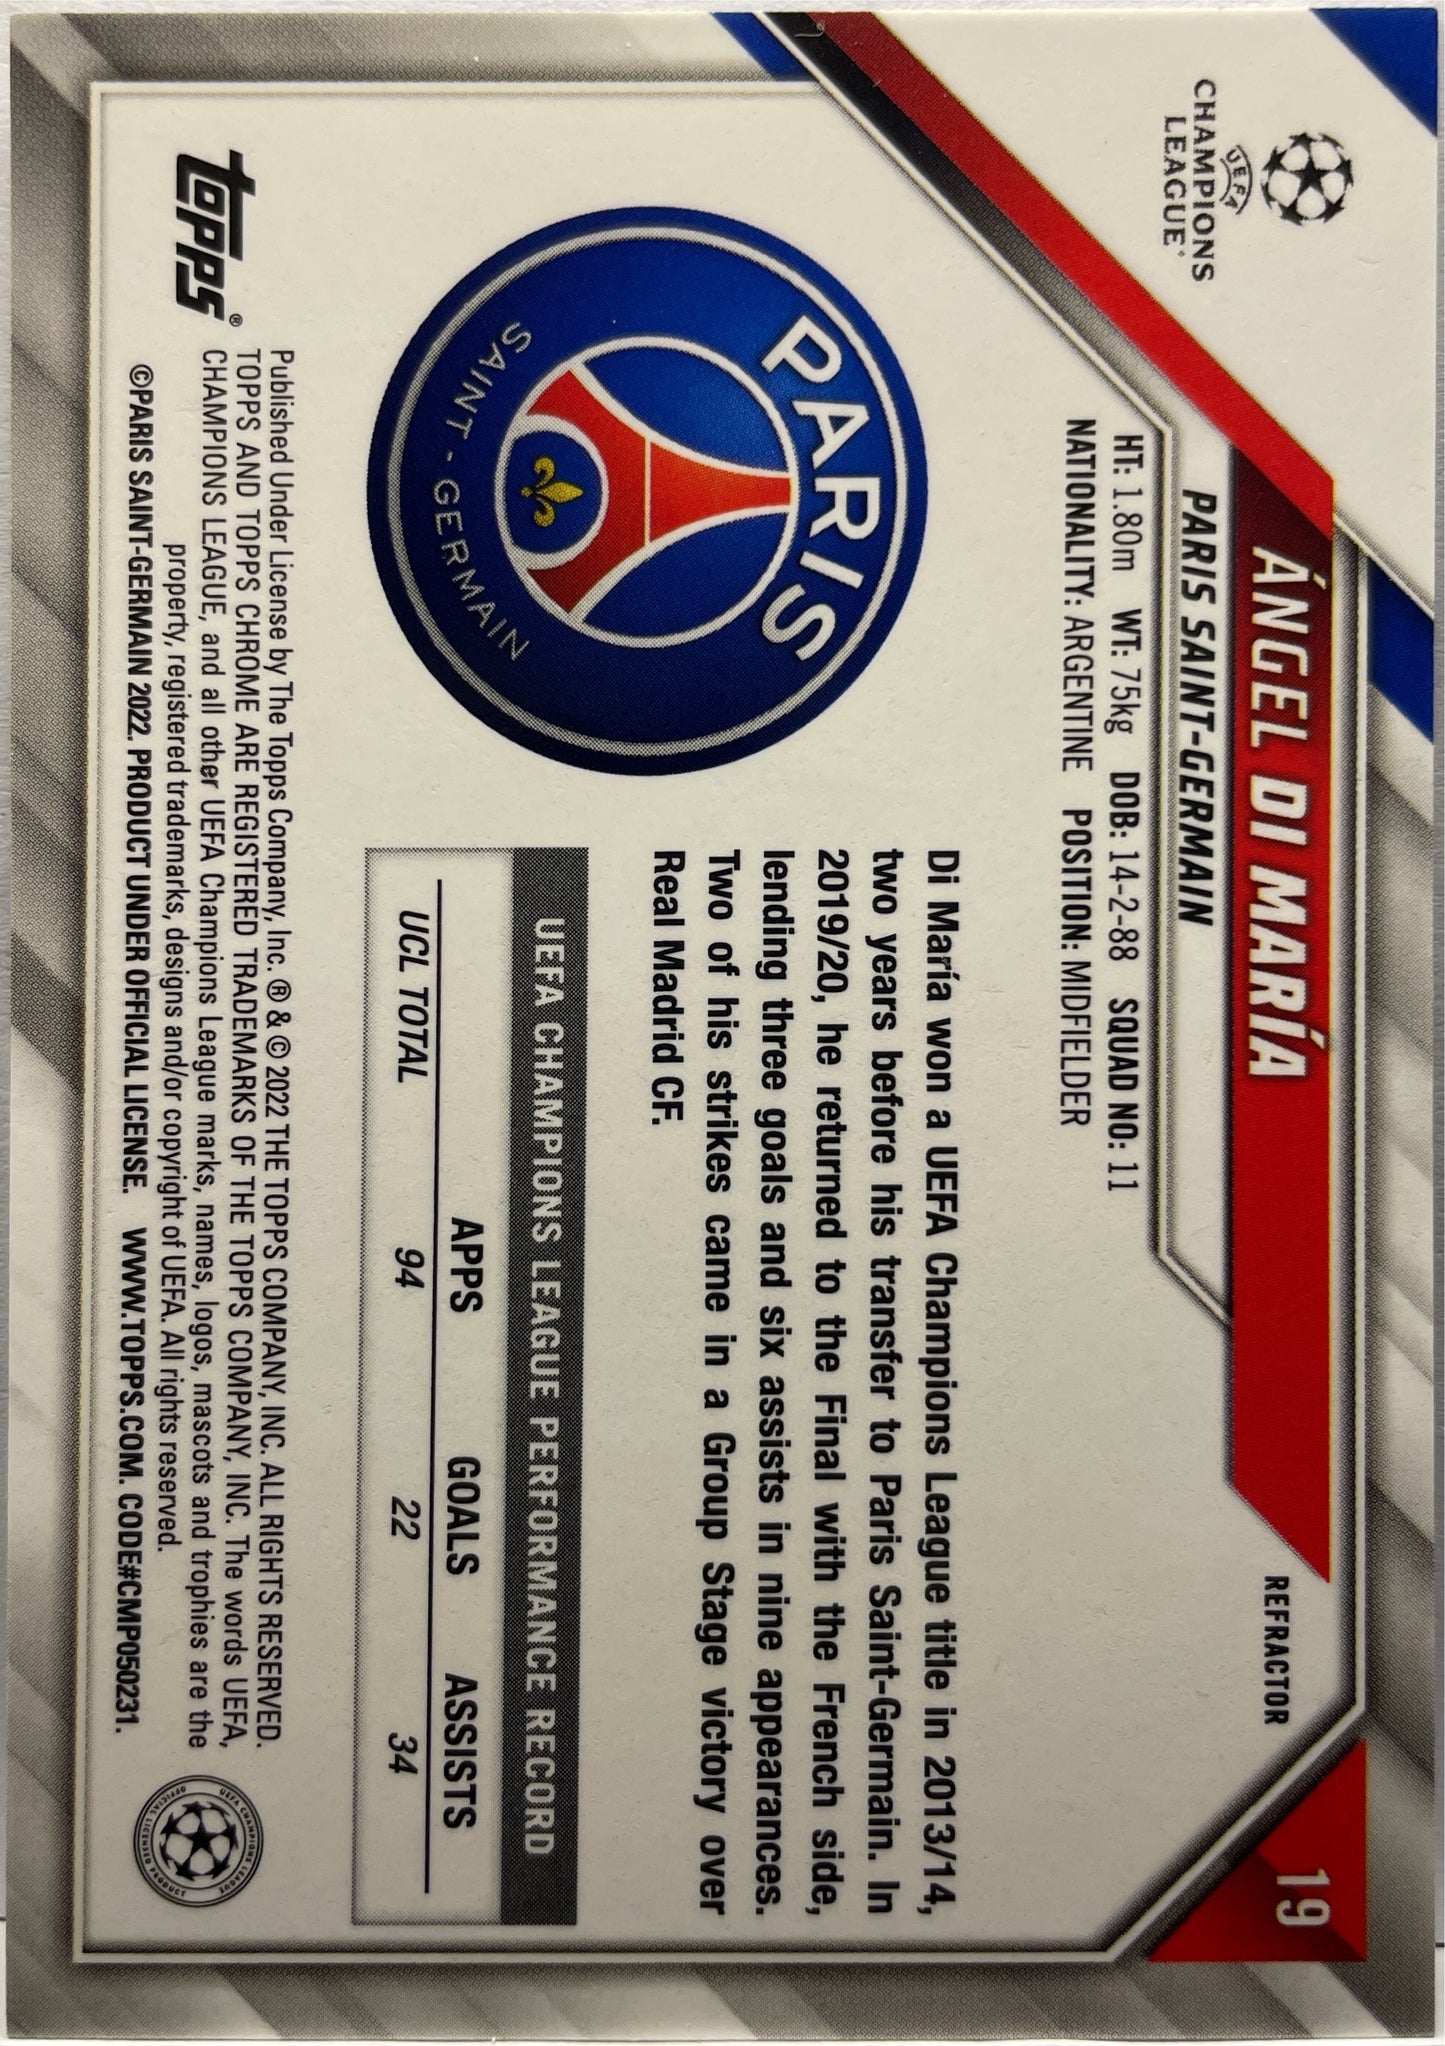 UEFA
CHAMPIONS
LEAGUE
ÁNGEL DI MARÍA
REFRACTOR
19
PARIS SAINT-GERMAIN
HT: 1.80m WT: 75kg DOB: 14-2-88 SQUAD NO: 11
NATIONALITY: ARGENTINE POSITION: MIDFIELDER
PARIS
SAINT-GERMAIN
Di María won a UEFA Champions League title in 2013/14,
two years before his transfer to Paris Saint-Germain. In
2019/20, he returned to the Final with the French side,
lending three goals and six assists in nine appearances.
Two of his strikes came in a Group Stage victory over
Real Madrid CF.
UEFA CHAMPIONS LEAGUE PERFORMANCE RECORD
APPS GOALS ASSISTS
UCL TOTAL 94 22 34
topps®
Published Under License by The Topps Company, Inc. ® & © 2022 THE TOPPS COMPANY, INC. ALL RIGHTS RESERVED.
TOPPS AND TOPPS CHROME ARE REGISTERED TRADEMARKS OF THE TOPPS COMPANY, INC. The words UEFA,
CHAMPIONS LEAGUE, and all other UEFA Champions League marks, names, logos, mascots and trophies are the
property, registered trademarks, designs and/or copyright of UEFA. All rights reserved.
©PARIS SAINT-GERMAIN 2022. PRODUCT UNDER OFFICIAL LICENSE. WWW.TOPPS.COM. CODE#CMP050231.
UEFA CHAMPIONS LEAGUE
OFFICIAL LICENSED PRODUCT